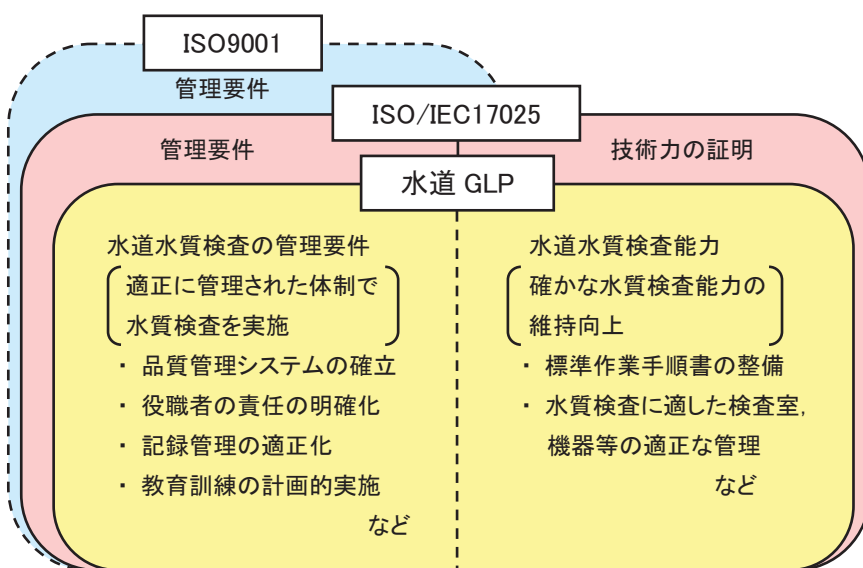 ISO9001
管理要件
ISO/IEC17025
管理要件
技術力の証明
水道 GLP
水道水質検査の管理要件
適正に管理された体制で
水質検査を実施
・ 品質管理システムの確立
・ 役職者の責任の明確化
・ 記録管理の適正化
・ 教育訓練の計画的実施
など
水道水質検査能力
確かな水質検査能力の
維持向上
・ 標準作業手順書の整備
・ 水質検査に適した検査室,
機器等の適正な管理
など